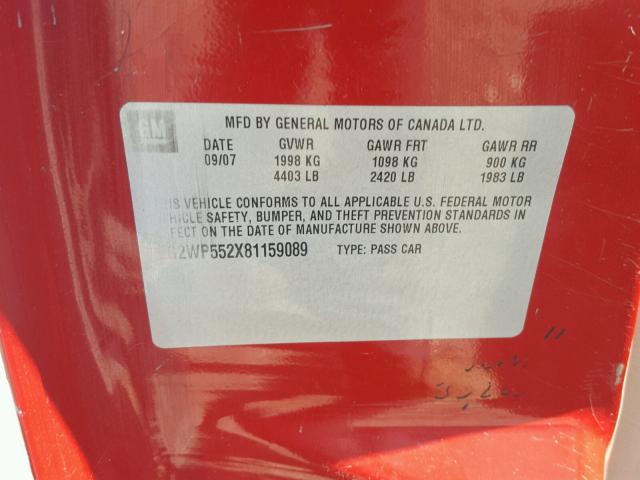 GM
MFD BY GENERAL MOTORS OF CANADA LTD.
DATE GVWR GAWR FRT GAWR RR
09/07 1998 KG 1098 KG 900 KG
4403 LB 2420 LB 1983 LB
IS VEHICLE CONFORMS TO ALL APPLICABLE U.S. FEDERAL MOTOR
HICLE SAFETY, BUMPER, AND THEFT PREVENTION STANDARDS IN
FECT ON THE DATE OF MANUFACTURE SHOWN ABOVE.
G2WP552X81159089 TYPE: PASS CAR